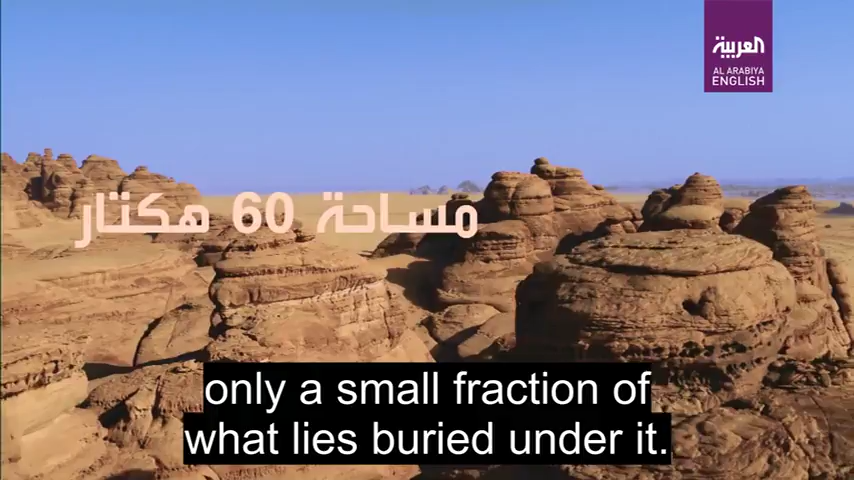 العربية
AL ARABIYA
ENGLISH
مساحة 60 هكتار
only a small fraction of
what lies buried under it.